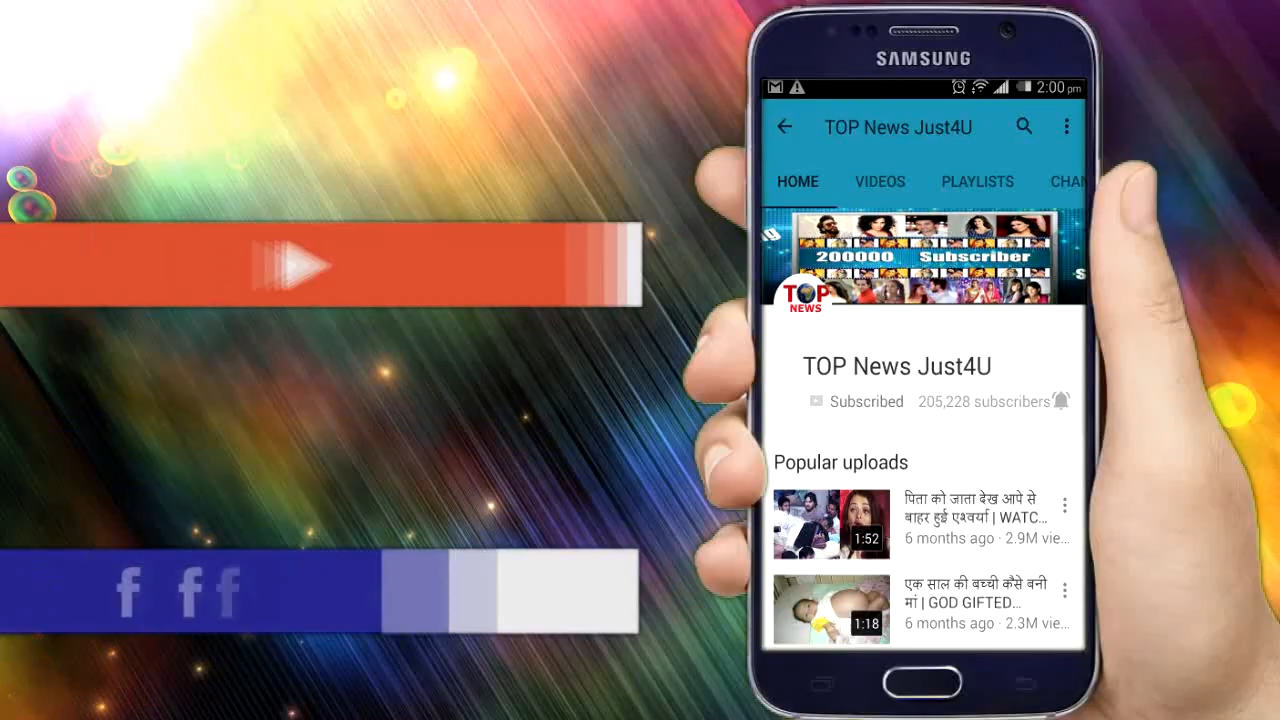 SAMSUNG
2:00 pm
TOP News Just4U
HOME VIDEOS PLAYLISTS CHAN
200000 Subscriber
TOP
NEWS
TOP News Just4U
Subscribed 205,228 subscribers
Popular uploads
पिता को जाता देख आपे से
बाहर हुई एश्वर्या | WATC...
6 months ago · 2.9M vie...
1:52
एक साल की बच्ची कैसे बनी
मां | GOD GIFTED...
6 months ago · 2.3M vie...
1:18
f f f